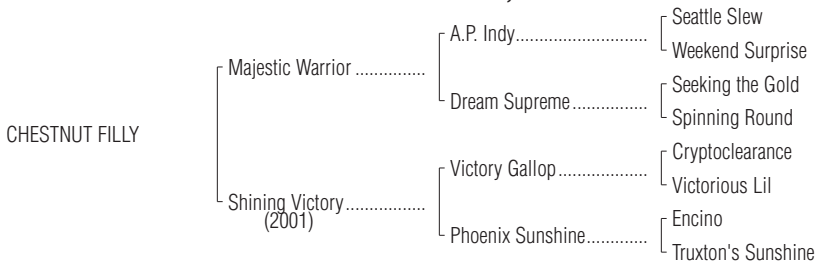 Seattle Slew
A.P. Indy..........................
Weekend Surprise
Majestic Warrior ...............
Seeking the Gold
Dream Supreme................
Spinning Round
CHESTNUT FILLY
Cryptoclearance
Victory Gallop...................
Victorious Lil
Shining Victory.................
(2001)
Encino
Phoenix Sunshine.............
Truxton's Sunshine